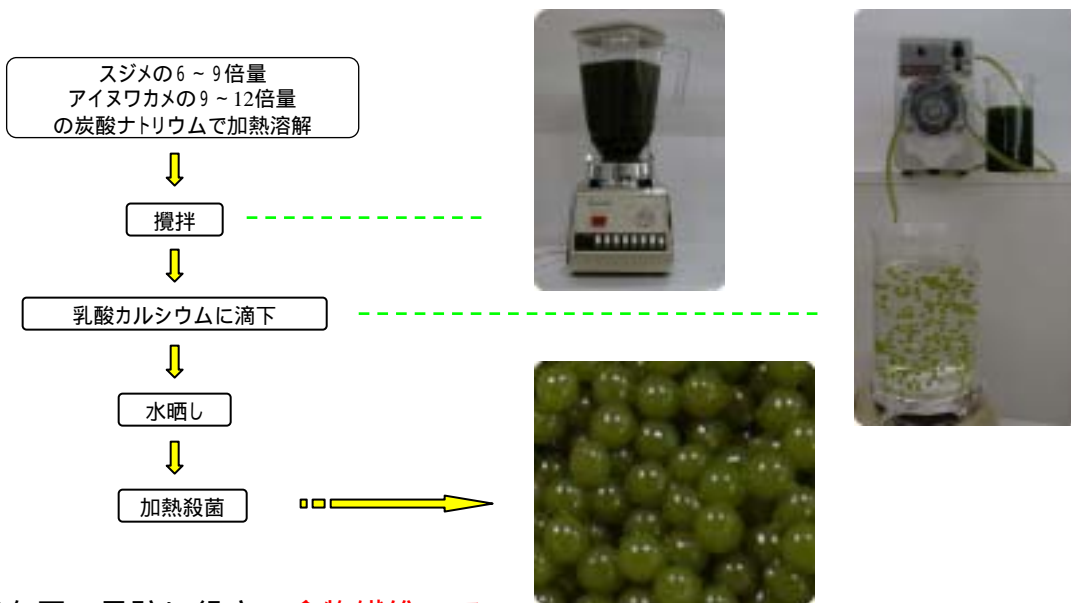 スジメの6~9倍量
アイヌワカメの9~12倍量
の炭酸ナトリウムで加熱溶解
攪拌
乳酸カルシウムに滴下
水晒し
加熱殺菌